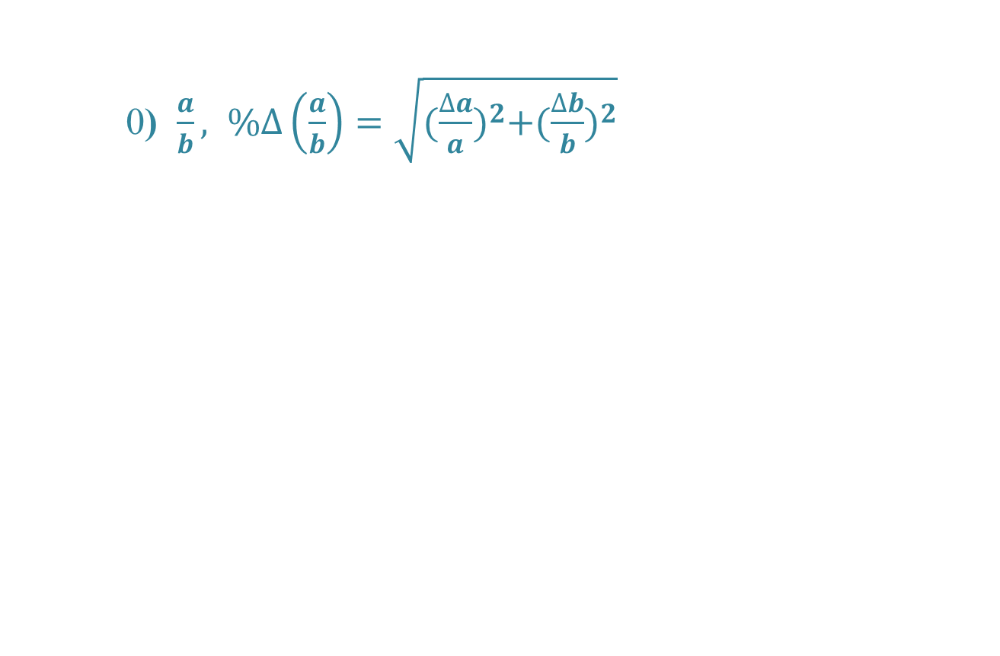 0) a/b, %Δ(a/b) = √((Δa/a)²+(Δb/b)²)